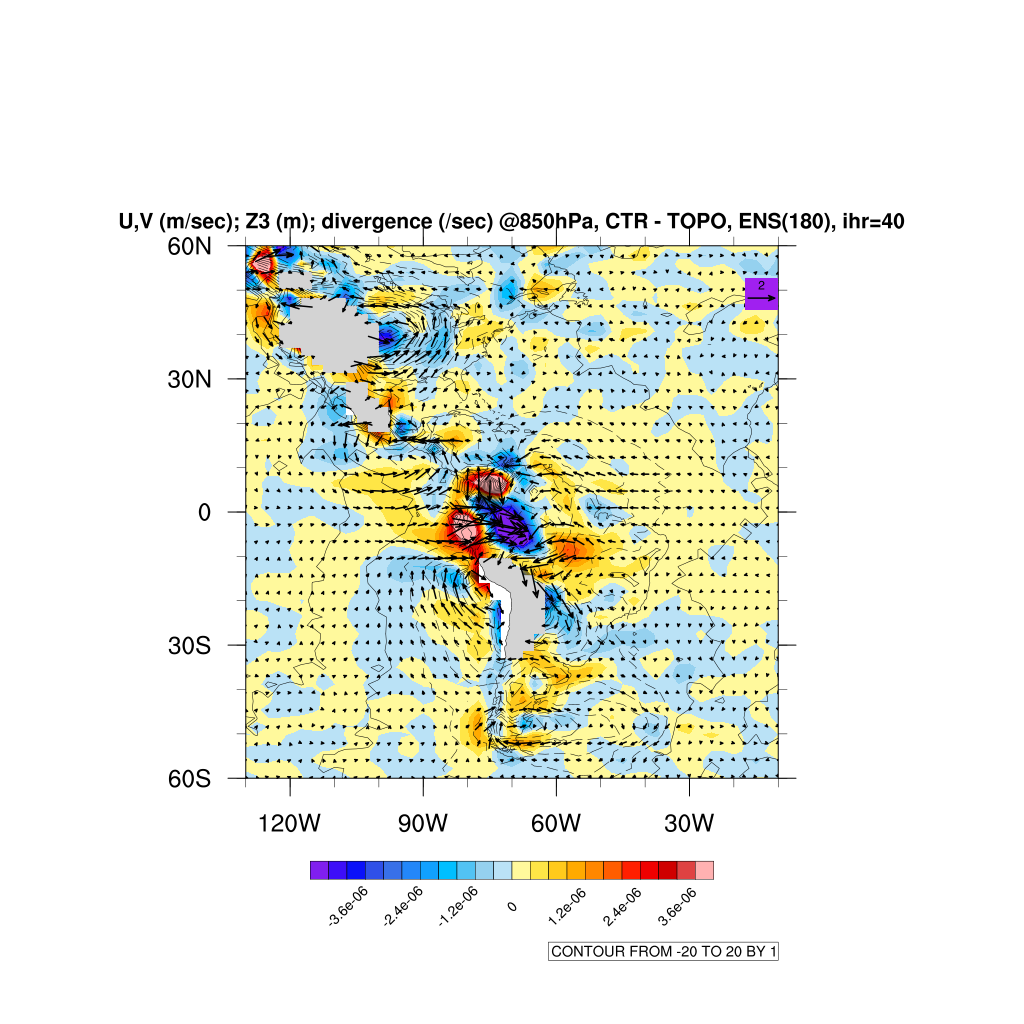 U,V (m/sec); Z3 (m); divergence (/sec) @850hPa, CTR - TOPO, ENS(180), ihr=40
60N
2
30N
0
30S
60S
120W 90W 60W 30W
-3.6e-06 -2.4e-06 -1.2e-06 0 1.2e-06 2.4e-06 3.6e-06
CONTOUR FROM -20 TO 20 BY 1